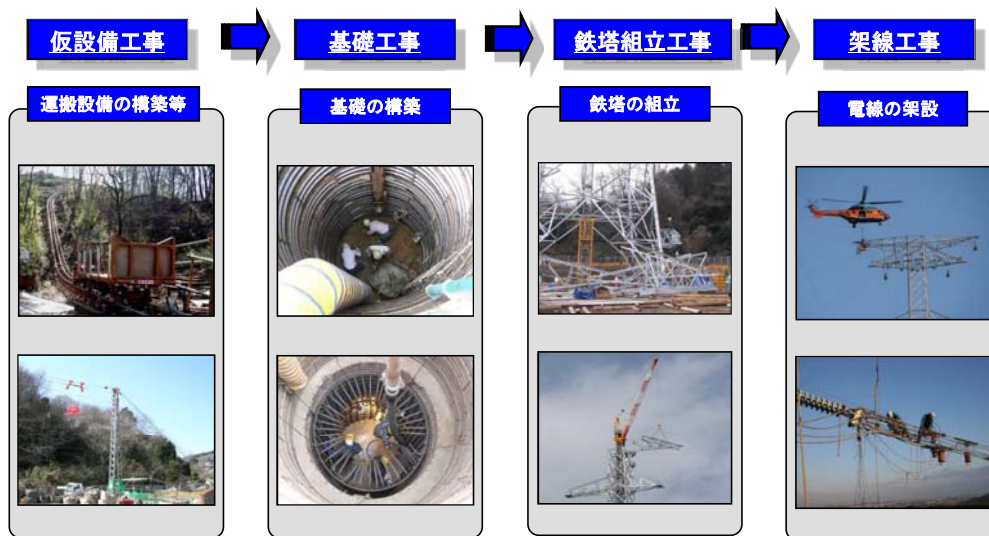 仮設備工事
基礎工事
鉄塔組立工事
架線工事
運搬設備の構築等
基礎の構築
鉄塔の組立
電線の架設